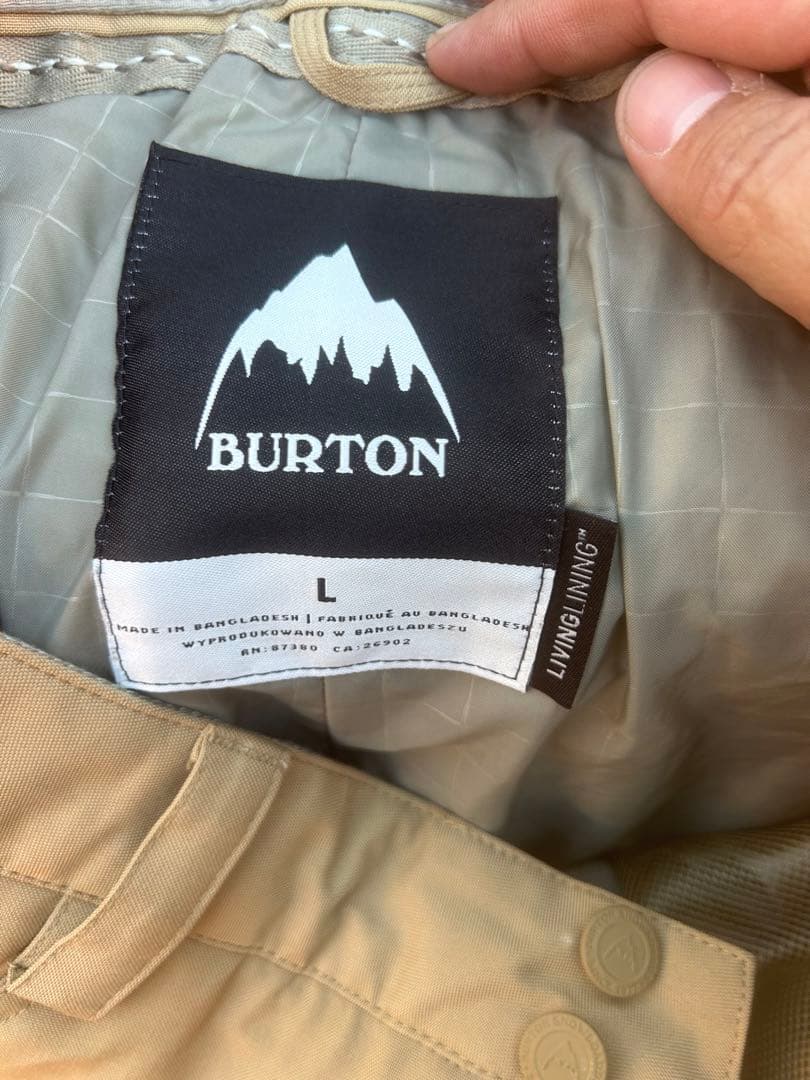 BURTON
L
MADE IN BANGLADESH | FABRIQUÉ AU BANGLADESH
WYPRODUKOWANO W BANGLADESZU
RN:87380 CA:26902
LIVINGLINING™